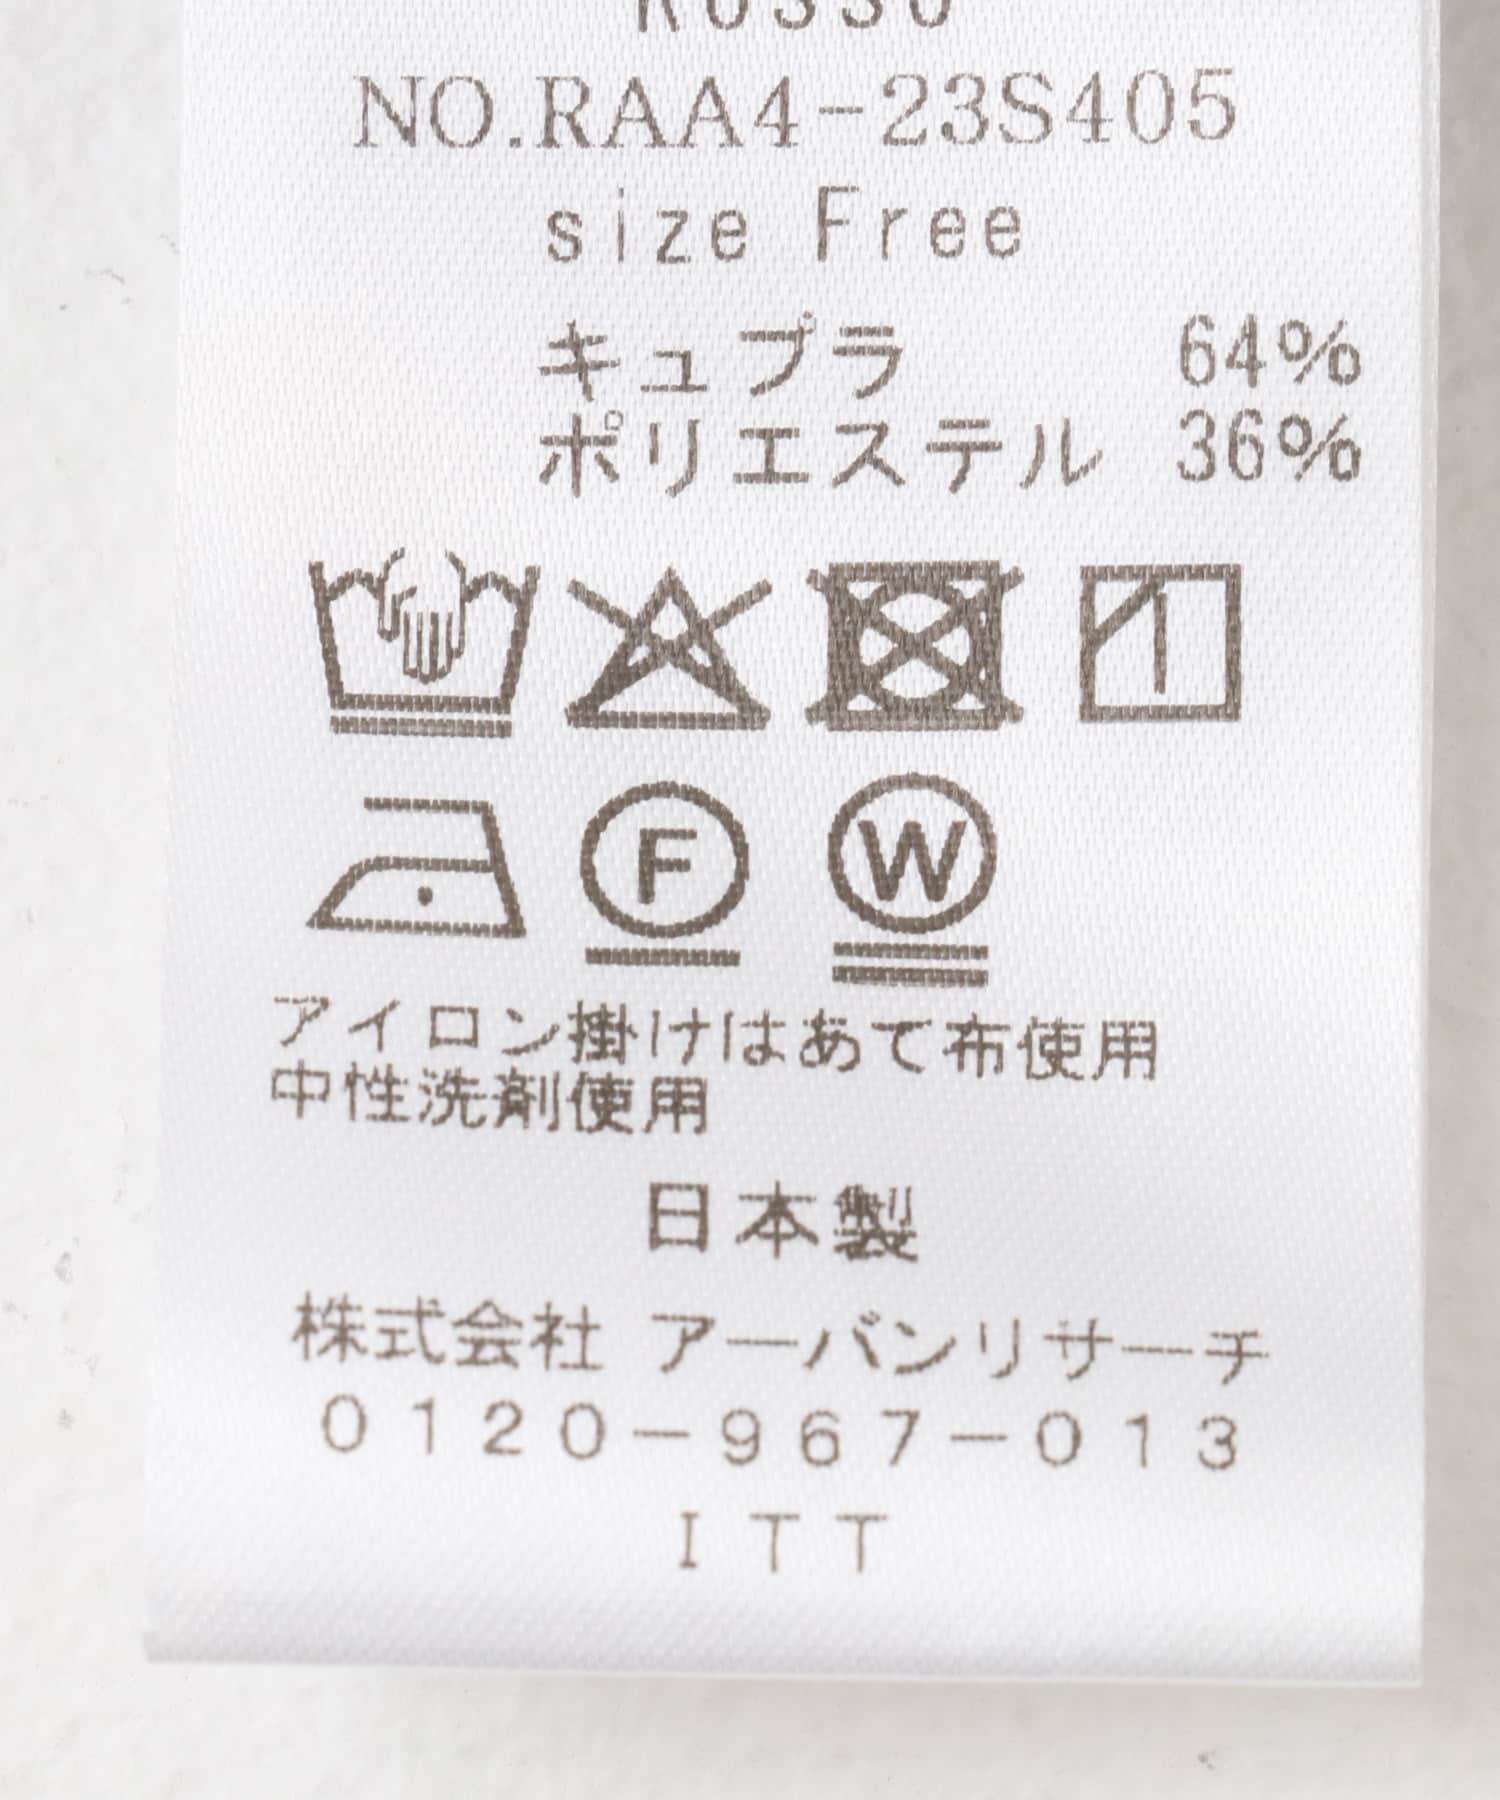 ROSSO
NO.RAA4-23S405
size Free
キュプラ 64%
ポリエステル 36%
F W
アイロン掛けはあて布使用
中性洗剤使用
日本製
株式会社 アーバンリサーチ
0120-967-013
ITT